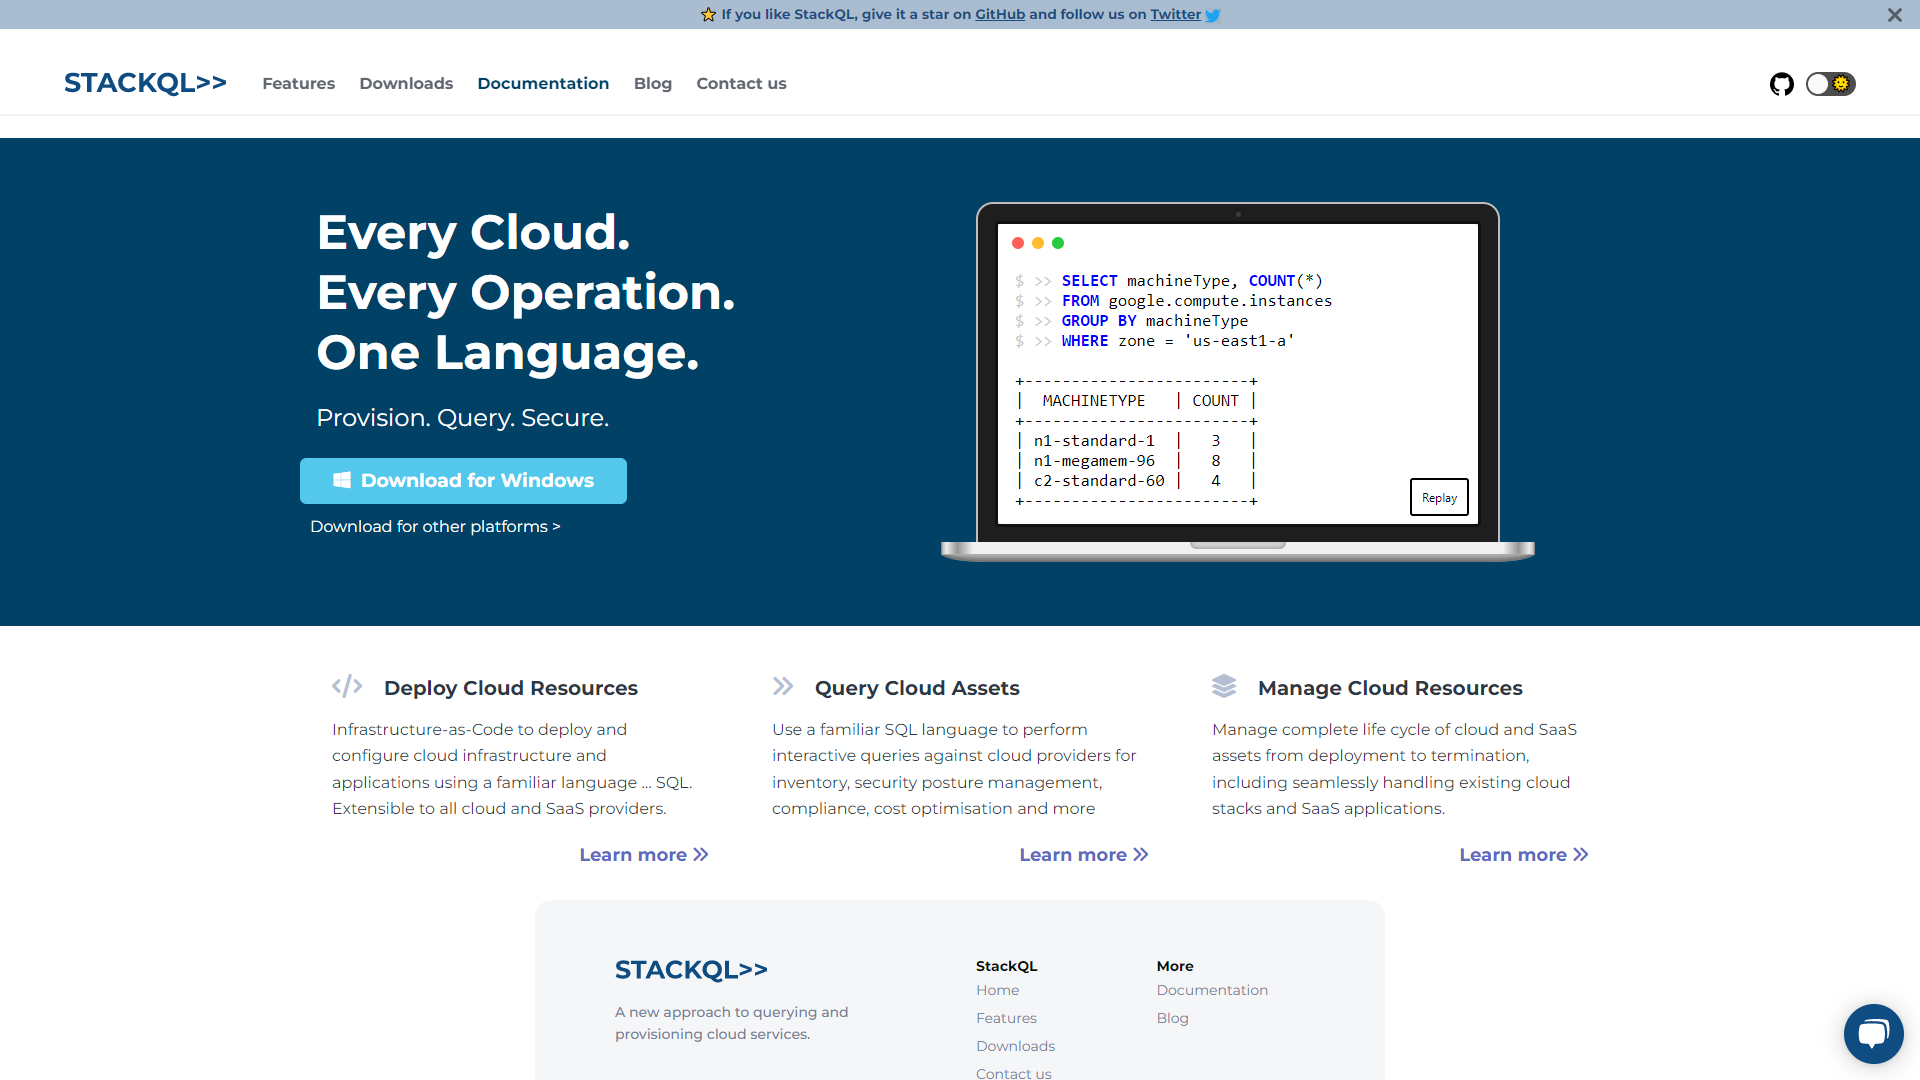 ⭐ If you like StackQL, give it a star on GitHub and follow us on Twitter
STACKQL>>
Features
Downloads
Documentation
Blog
Contact us
Every Cloud.
Every Operation.
One Language.
Provision. Query. Secure.
Download for Windows
Download for other platforms >
$ >> SELECT machineType, COUNT(*)
$ >> FROM google.compute.instances
$ >> GROUP BY machineType
$ >> WHERE zone = 'us-east1-a'
+------------------------+
|  MACHINETYPE   | COUNT |
+------------------------+
| n1-standard-1  |   3   |
| n1-megamem-96  |   8   |
| c2-standard-60 |   4   |
+------------------------+
Replay
Deploy Cloud Resources
Infrastructure-as-Code to deploy and
configure cloud infrastructure and
applications using a familiar language ... SQL.
Extensible to all cloud and SaaS providers.
Learn more
Query Cloud Assets
Use a familiar SQL language to perform
interactive queries against cloud providers for
inventory, security posture management,
compliance, cost optimisation and more
Learn more
Manage Cloud Resources
Manage complete life cycle of cloud and SaaS
assets from deployment to termination,
including seamlessly handling existing cloud
stacks and SaaS applications.
Learn more
STACKQL>>
A new approach to querying and
provisioning cloud services.
StackQL
Home
Features
Downloads
Contact us
More
Documentation
Blog